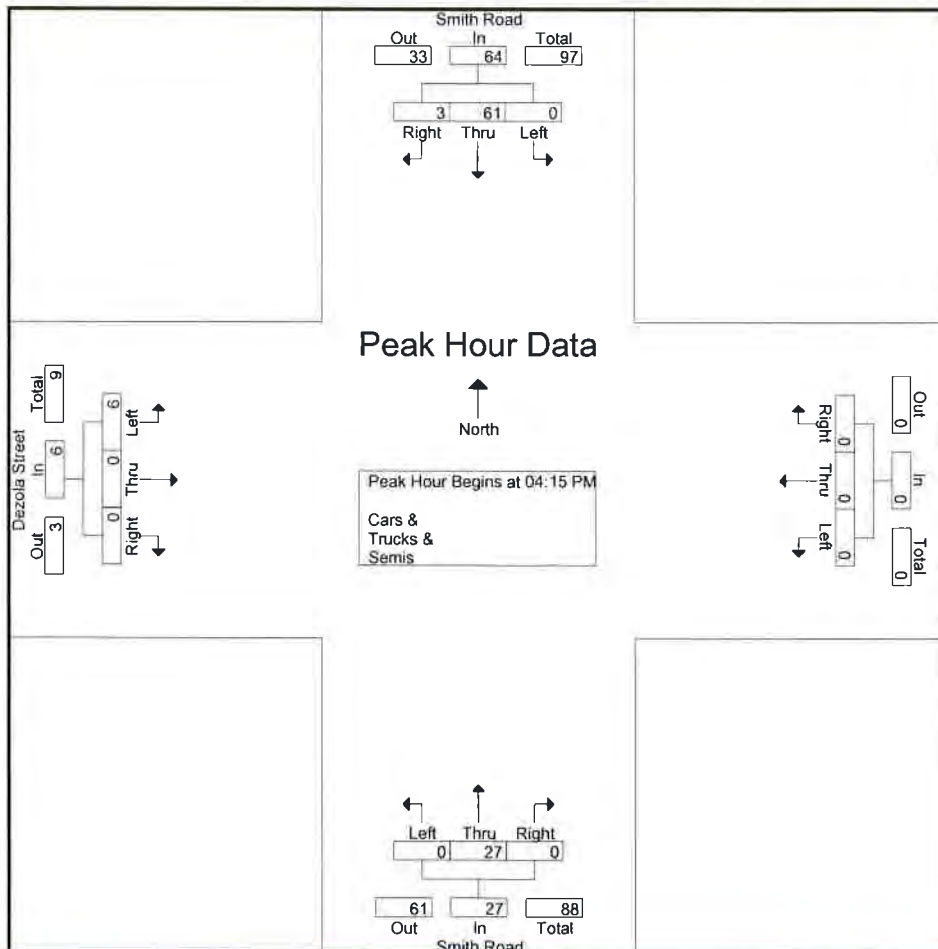 Smith Road
Out In Total
33 64 97
3 61 0
Right Thru Left
Peak Hour Data
North
Peak Hour Begins at 04:15 PM
Cars &
Trucks &
Semis
Dezola Street
Total In Out
9 6 3
6 0 0
Left Thru Right
Right Thru Left
0 0 0
Out In Total
0 0 0
Left Thru Right
0 27 0
61 27 88
Out In Total
Smith Road